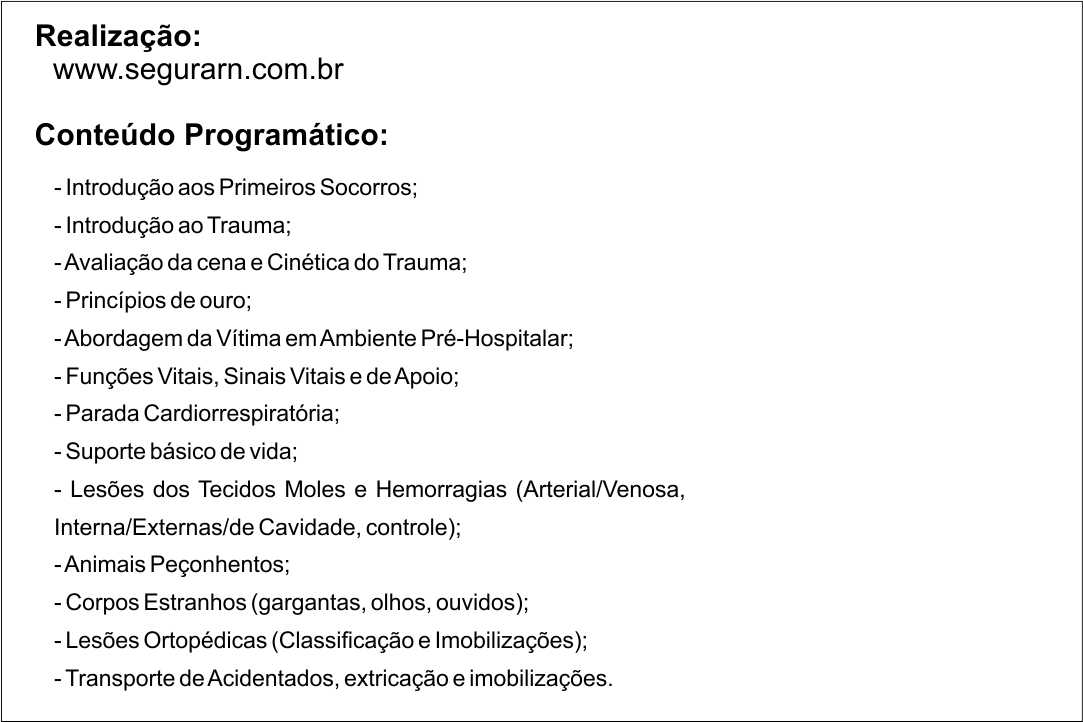 Realização:
www.segurarn.com.br
Conteúdo Programático:
- Introdução aos Primeiros Socorros;
- Introdução ao Trauma;
- Avaliação da cena e Cinética do Trauma;
- Princípios de ouro;
- Abordagem da Vítima em Ambiente Pré-Hospitalar;
- Funções Vitais, Sinais Vitais e de Apoio;
- Parada Cardiorrespiratória;
- Suporte básico de vida;
- Lesões dos Tecidos Moles e Hemorragias (Arterial/Venosa,
Interna/Externas/de Cavidade, controle);
- Animais Peçonhentos;
- Corpos Estranhos (gargantas, olhos, ouvidos);
- Lesões Ortopédicas (Classificação e Imobilizações);
- Transporte de Acidentados, extricação e imobilizações.